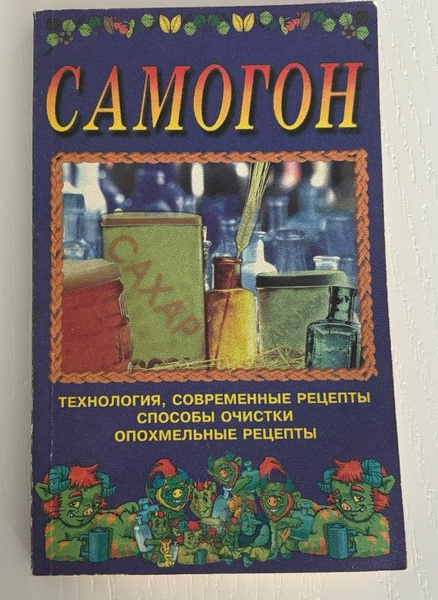 САМОГОН
САХАР
ТЕХНОЛОГИЯ, СОВРЕМЕННЫЕ РЕЦЕПТЫ
СПОСОБЫ ОЧИСТКИ
ОПОХМЕЛЬНЫЕ РЕЦЕПТЫ